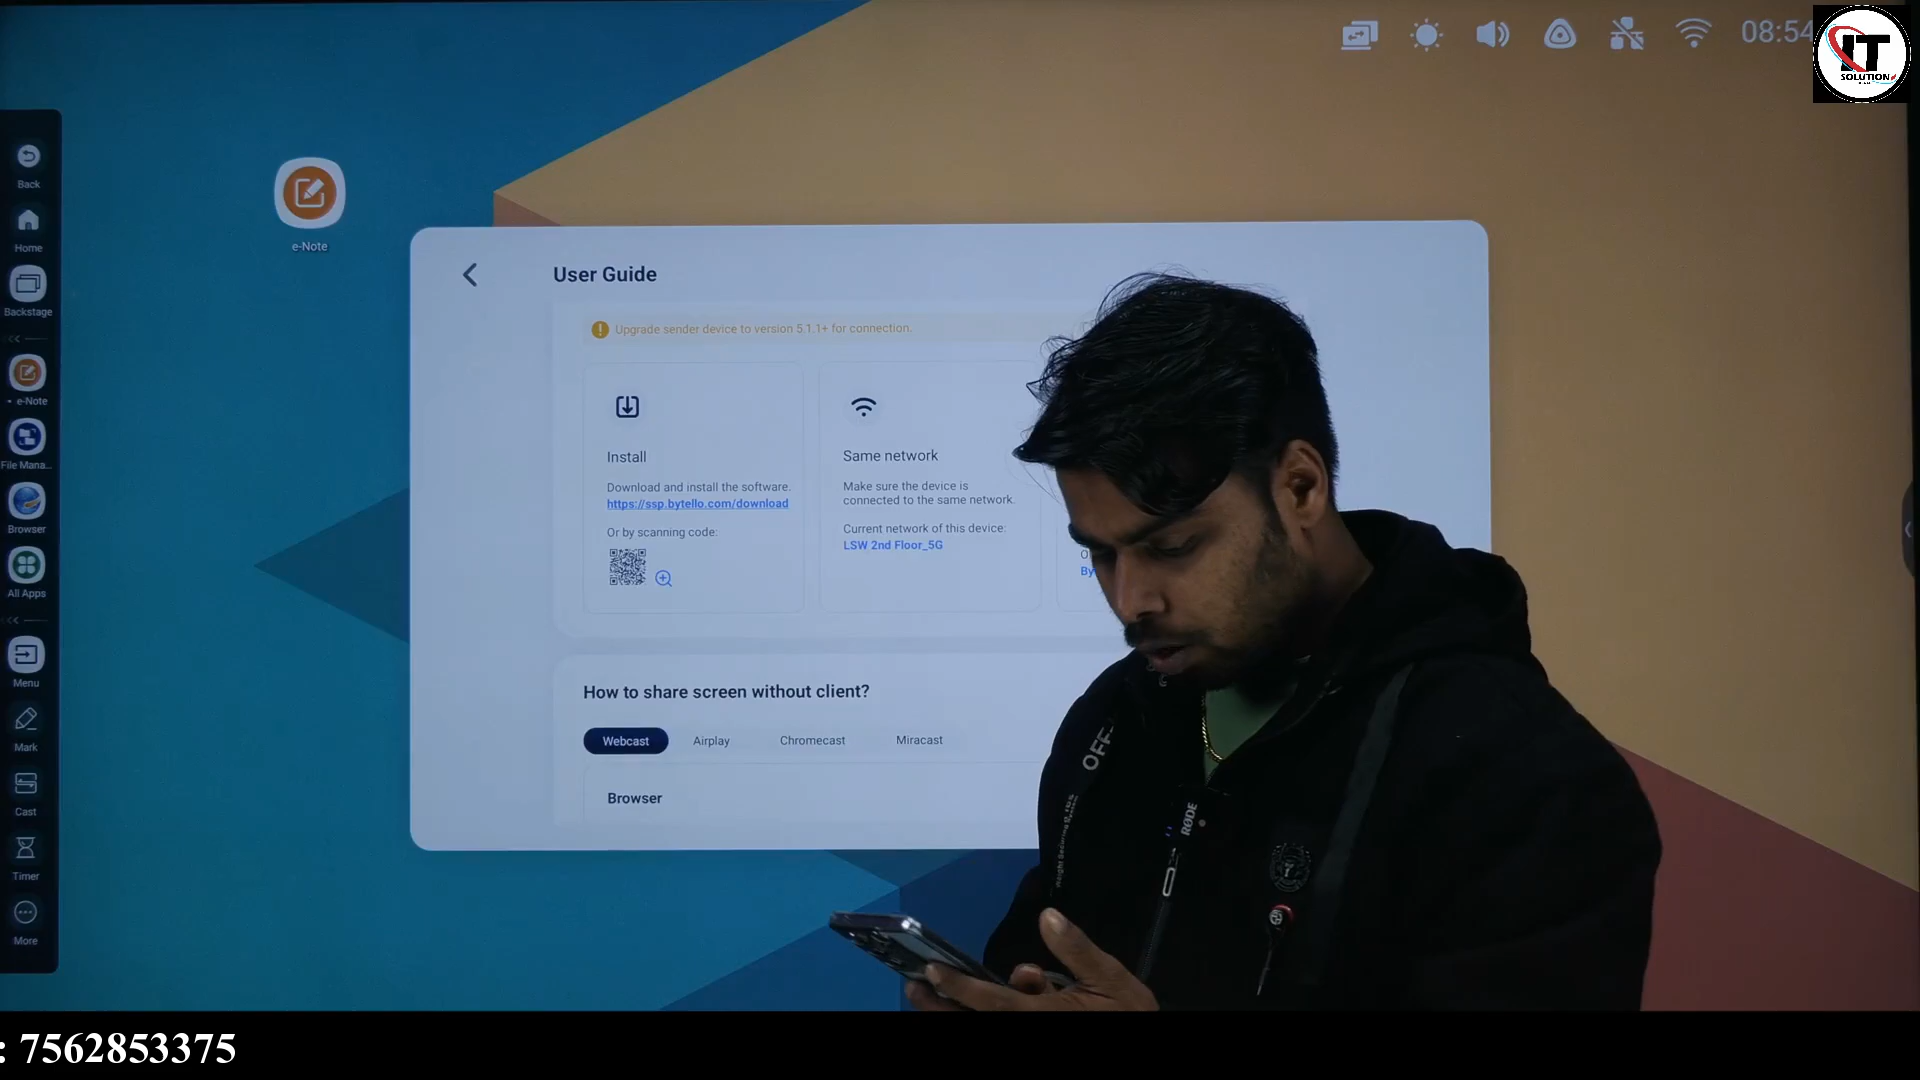 08:54
IT
SOLUTION
Back
Home
Backstage
e-Note
File Mana...
Browser
All Apps
Menu
Mark
Cast
Timer
More
e-Note
User Guide
Upgrade sender device to version 5.1.1+ for connection.
Install
Download and install the software.
https://ssp.bytello.com/download
Or by scanning code:
Same network
Make sure the device is
connected to the same network.
Current network of this device:
LSW 2nd Floor_5G
By
How to share screen without client?
Webcast Airplay Chromecast Miracast
Browser
OFF
RØDE
: 7562853375